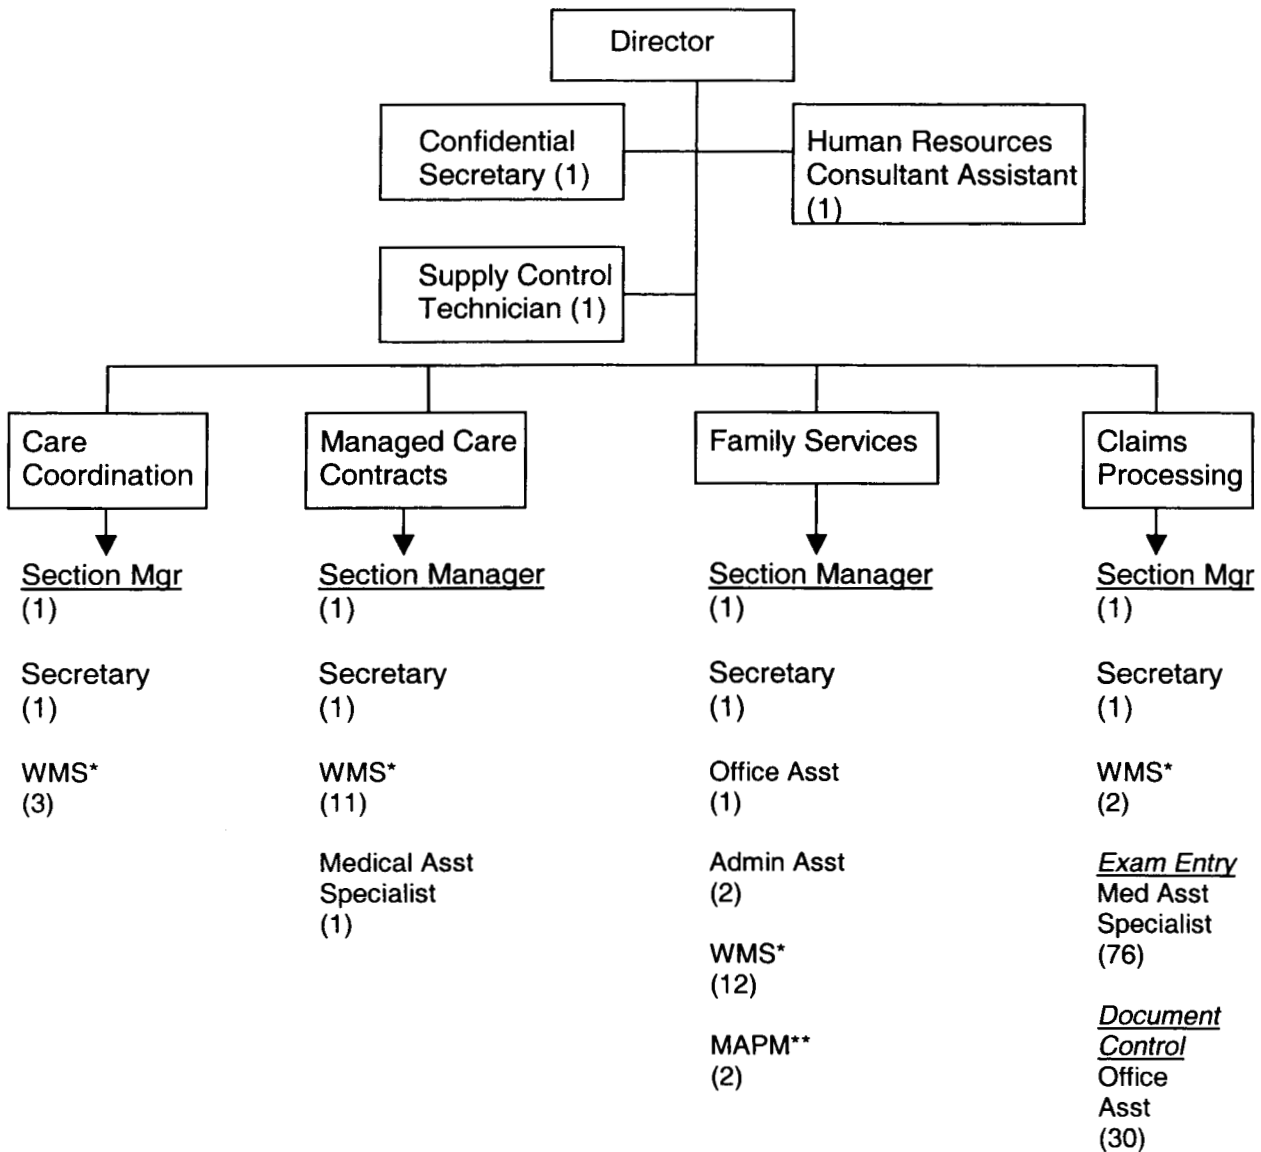 Director
Confidential
Secretary (1)
Human Resources
Consultant Assistant
(1)
Supply Control
Technician (1)
Care
Coordination
Managed Care
Contracts
Family Services
Claims
Processing
Section Mgr
(1)
Secretary
(1)
WMS*
(3)
Section Manager
(1)
Secretary
(1)
WMS*
(11)
Medical Asst
Specialist
(1)
Section Manager
(1)
Secretary
(1)
Office Asst
(1)
Admin Asst
(2)
WMS*
(12)
MAPM**
(2)
Section Mgr
(1)
Secretary
(1)
WMS*
(2)
Exam Entry
Med Asst
Specialist
(76)
Document
Control
Office
Asst
(30)